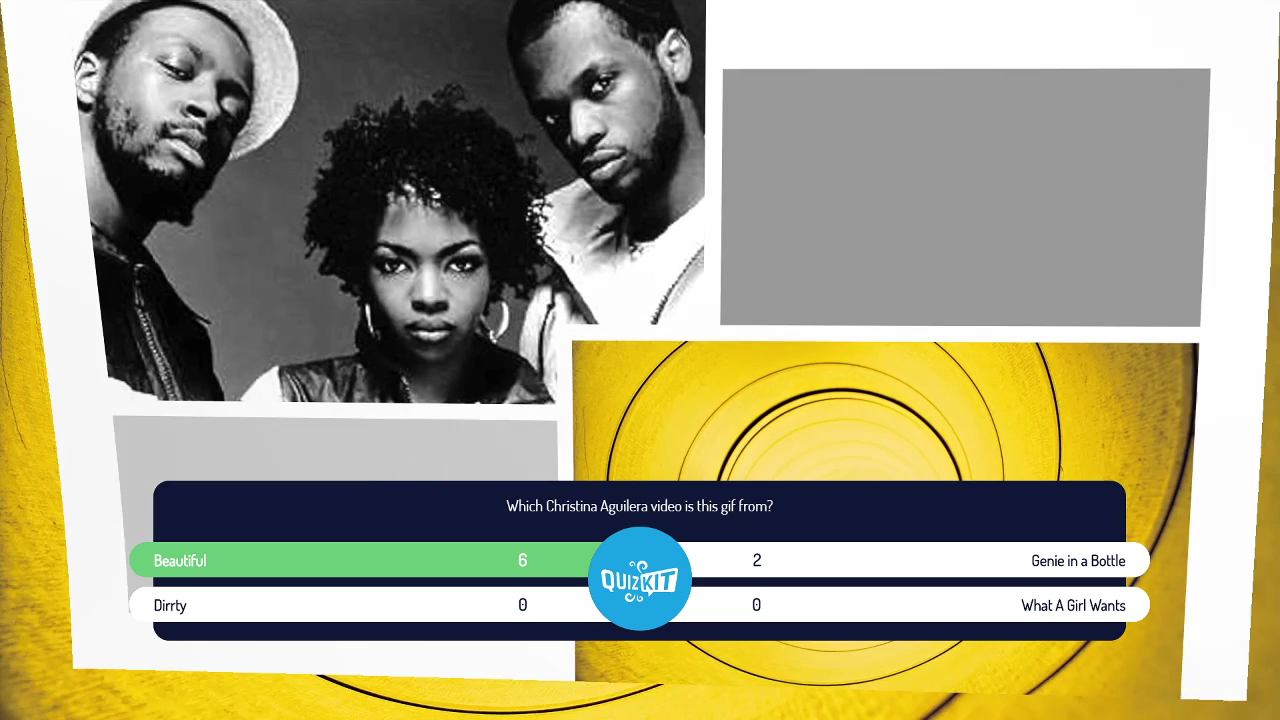 Which Christina Aguilera video is this gif from?
Beautiful 6
2 Genie in a Bottle
QUIZKIT
Dirrty 0
0 What A Girl Wants